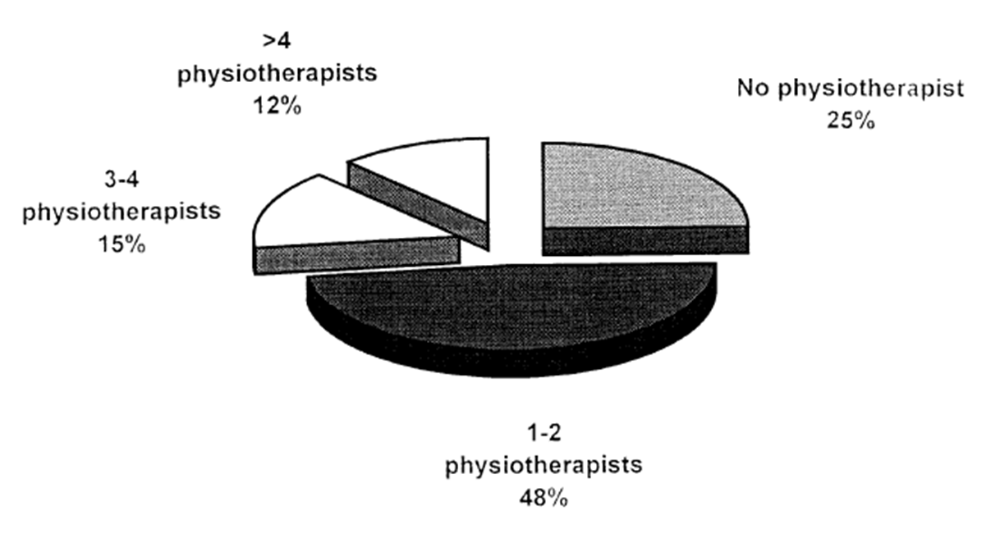 >4
physiotherapists
12%
No physiotherapist
25%
3-4
physiotherapists
15%
1-2
physiotherapists
48%